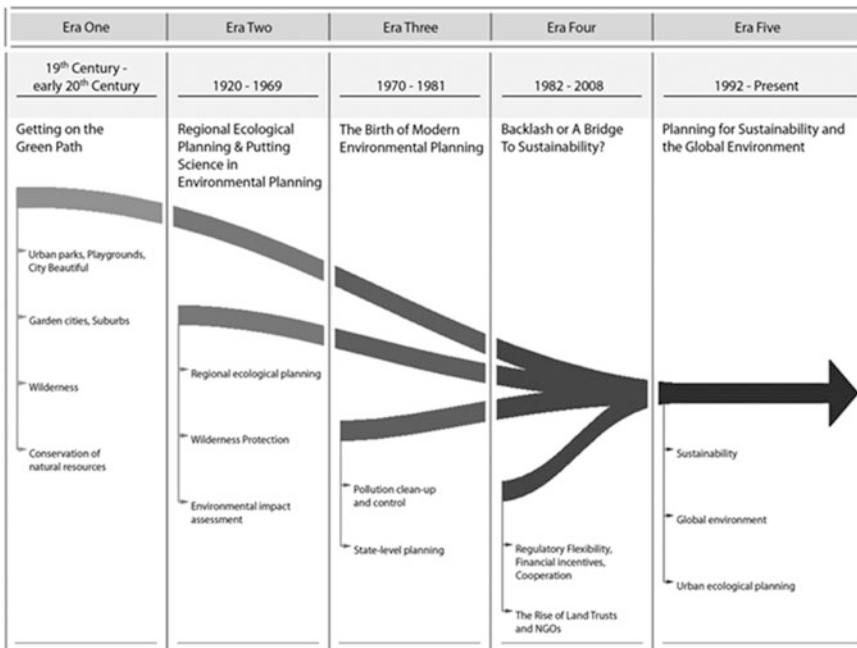 Era One
Era Two
Era Three
Era Four
Era Five
19th Century -
early 20th Century
1920 - 1969
1970 - 1981
1982 - 2008
1992 - Present
Getting on the
Green Path
Regional Ecological
Planning & Putting
Science in
Environmental Planning
The Birth of Modern
Environmental Planning
Backlash or A Bridge
To Sustainability?
Planning for Sustainability and
the Global Environment
Urban parks, Playgrounds,
City Beautiful
Garden cities, Suburbs
Wilderness
Conservation of
natural resources
Regional ecological planning
Wilderness Protection
Environmental impact
assessment
Pollution clean-up
and control
State-level planning
Regulatory Flexibility,
Financial incentives,
Cooperation
The Rise of Land Trusts
and NGOs
Sustainability
Global environment
Urban ecological planning